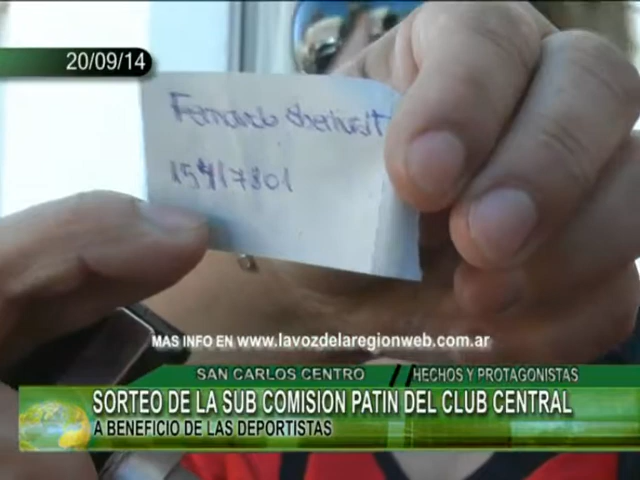 20/09/14
Fernando
15417301
MAS INFO EN www.lavozdelaregionweb.com.ar
SAN CARLOS CENTRO // HECHOS Y PROTAGONISTAS
SORTEO DE LA SUB COMISION PATIN DEL CLUB CENTRAL
A BENEFICIO DE LAS DEPORTISTAS